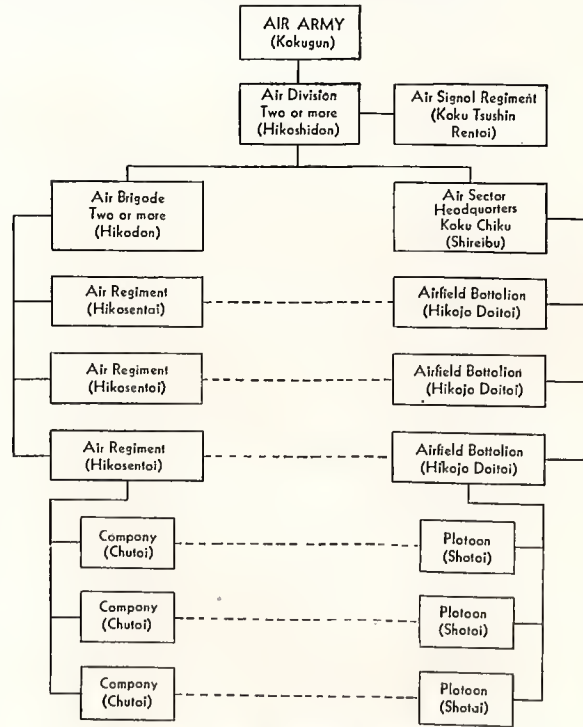 AIR ARMY
(Kokugun)
Air Division
Two or more
(Hikoshidan)
Air Signal Regiment
(Koku Tsushin
Rentai)
Air Brigade
Two or more
(Hikodan)
Air Sector
Headquarters
Koku Chiku
(Shireibu)
Air Regiment
(Hikosentai)
Airfield Battalion
(Hikojo Daitai)
Air Regiment
(Hikosentai)
Airfield Battalion
(Hikojo Daitai)
Air Regiment
(Hikosentai)
Airfield Battalion
(Hikojo Daitai)
Company
(Chutai)
Platoon
(Shotai)
Company
(Chutai)
Platoon
(Shotai)
Company
(Chutai)
Platoon
(Shotai)